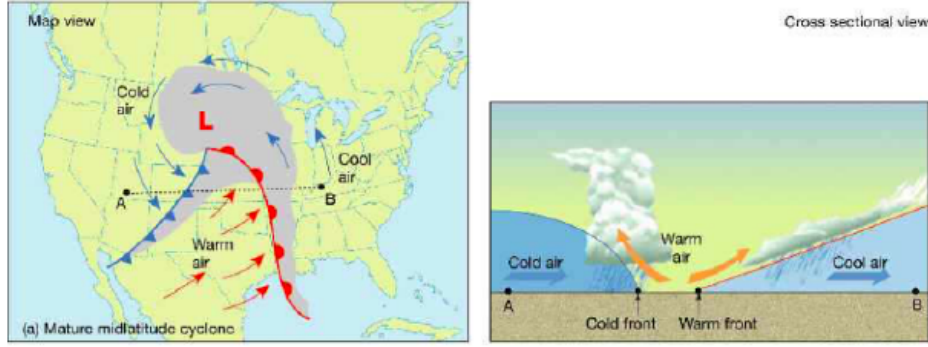 Map view
Cold
air
L
Cool
air
A
B
Warm
air
(a) Mature midlatitude cyclone
Cross sectional view
Warm
air
Cold air
Cool air
A
B
Cold front
Warm front